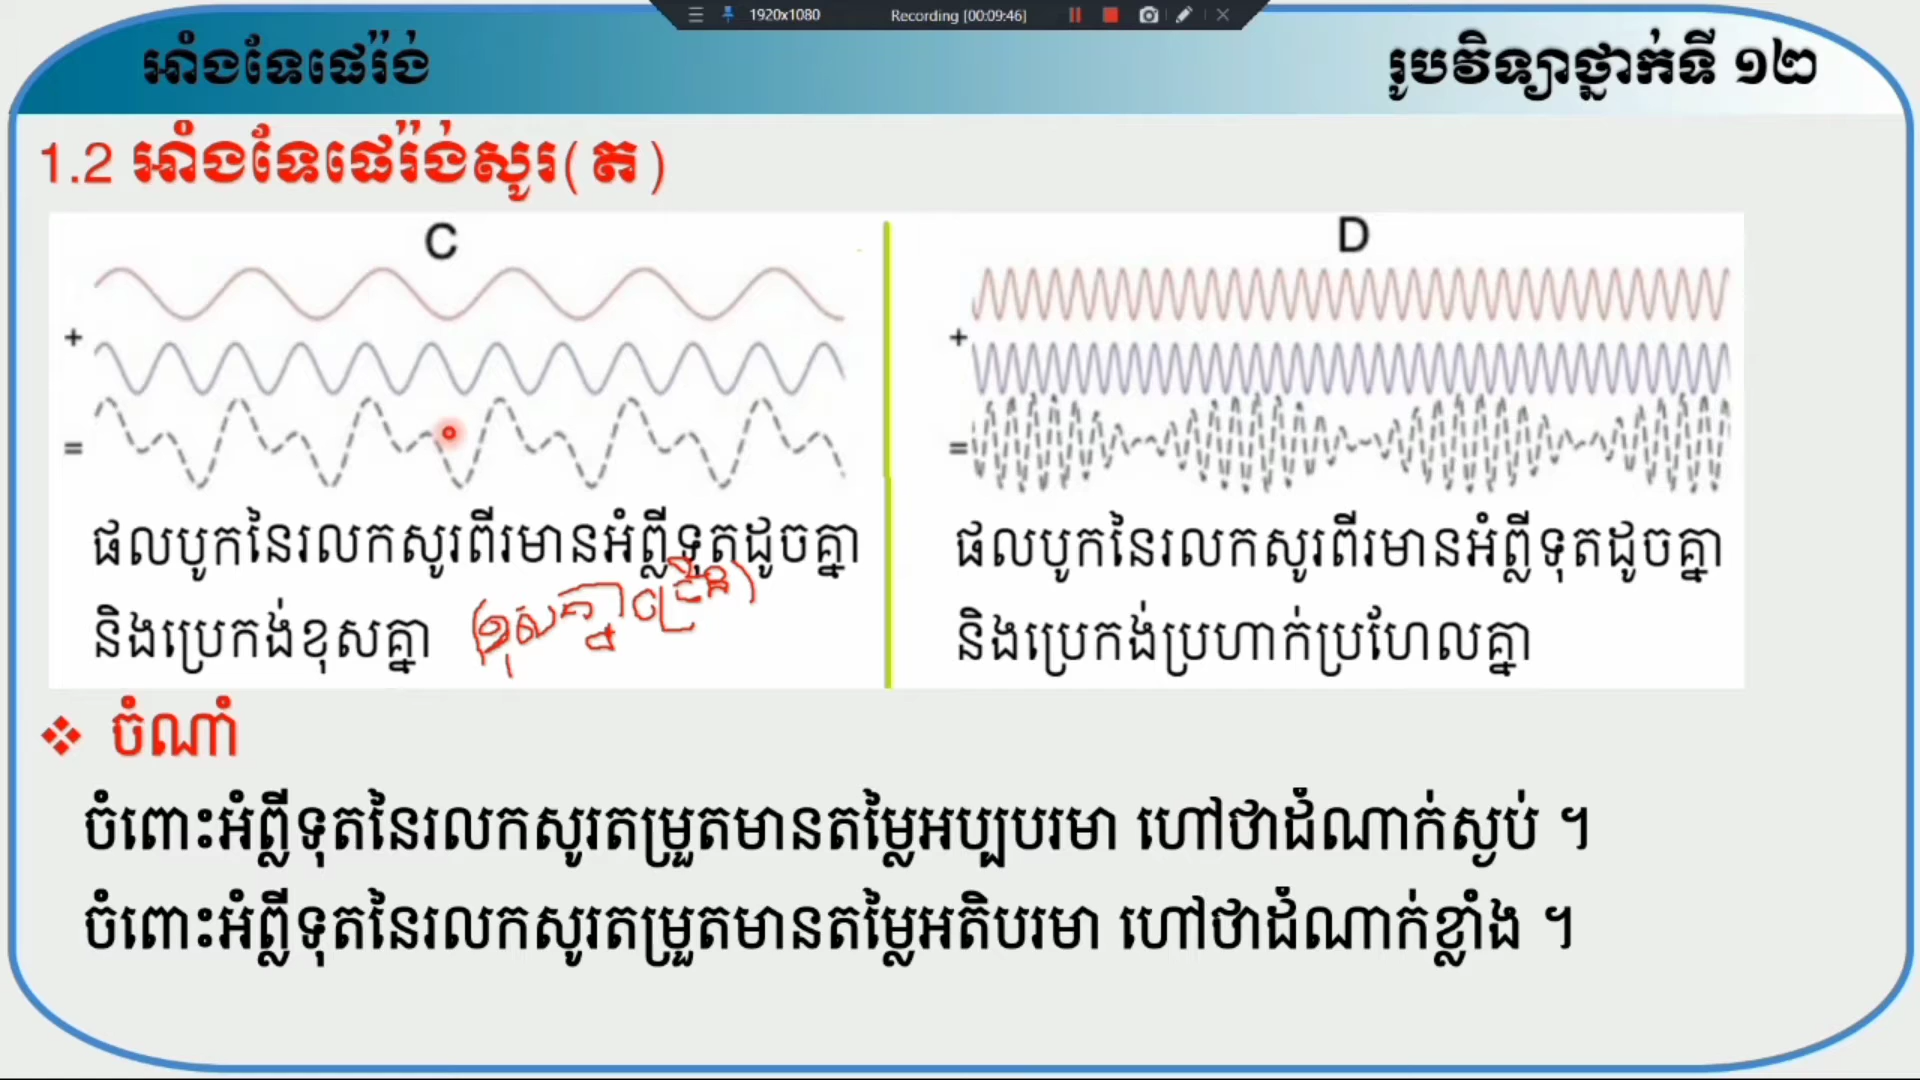 1920x1080 Recording [00:09:46]
អាំងទែផេរ៉ង់
រូបវិទ្យាថ្នាក់ទី ១២
1.2 អាំងទែផេរ៉ង់សូរ(ត)
C
D
+
+
=
=
ផលបូកនៃរលកសូរពីរមានអំព្លីទុតដូចគ្នា
និងប្រេកង់ខុសគ្នា
(ខុសគ្នាច្រើន)
ផលបូកនៃរលកសូរពីរមានអំព្លីទុតដូចគ្នា
និងប្រេកង់ប្រហាក់ប្រហែលគ្នា
❖ ចំណាំ
ចំពោះអំព្លីទុតនៃរលកសូរតម្រួតមានតម្លៃអប្បបរមា ហៅថាដំណាក់ស្ងប់ ។
ចំពោះអំព្លីទុតនៃរលកសូរតម្រួតមានតម្លៃអតិបរមា ហៅថាដំណាក់ខ្លាំង ។